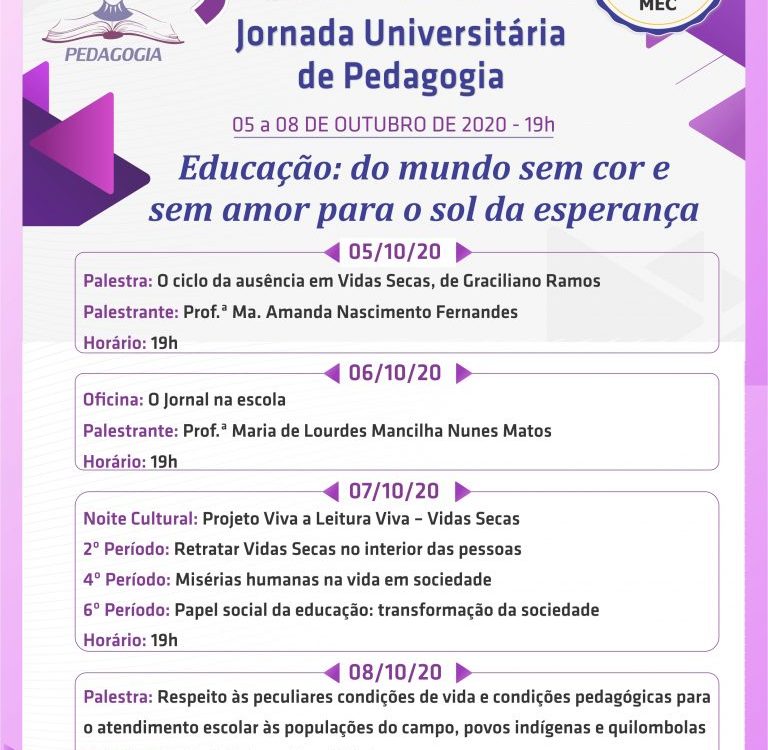 PEDAGOGIA
MEC
Jornada Universitária
de Pedagogia
05 a 08 DE OUTUBRO DE 2020 - 19h
Educação: do mundo sem cor e
sem amor para o sol da esperança
05/10/20
Palestra: O ciclo da ausência em Vidas Secas, de Graciliano Ramos
Palestrante: Prof.ª Ma. Amanda Nascimento Fernandes
Horário: 19h
06/10/20
Oficina: O Jornal na escola
Palestrante: Prof.ª Maria de Lourdes Mancilha Nunes Matos
Horário: 19h
07/10/20
Noite Cultural: Projeto Viva a Leitura Viva – Vidas Secas
2º Período: Retratar Vidas Secas no interior das pessoas
4º Período: Misérias humanas na vida em sociedade
6º Período: Papel social da educação: transformação da sociedade
Horário: 19h
08/10/20
Palestra: Respeito às peculiares condições de vida e condições pedagógicas para
o atendimento escolar às populações do campo, povos indígenas e quilombolas